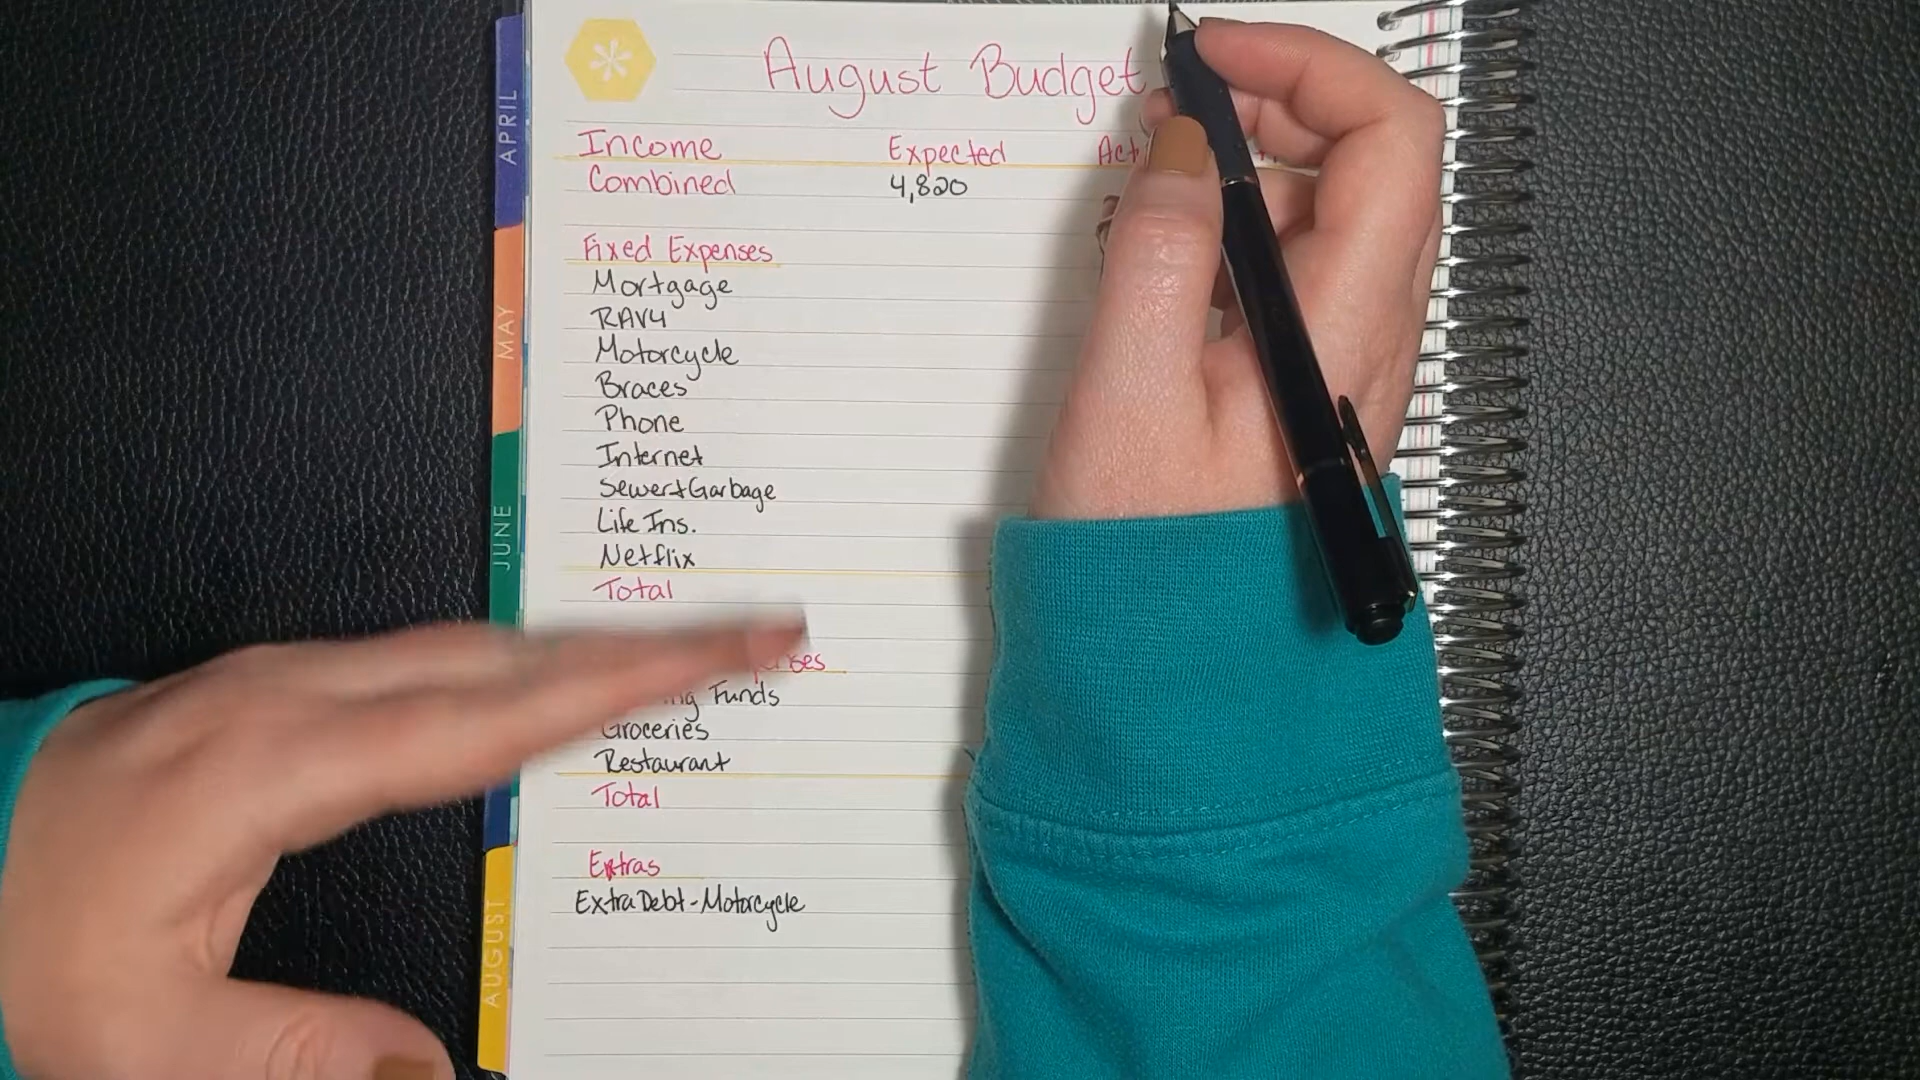 August Budget
Income Expected
Combined 4,820
Fixed Expenses
Mortgage
RAV4
Motorcycle
Braces
Phone
Internet
Sewer+Garbage
Life Ins.
Netflix
Total
Funds
Groceries
Restaurant
Total
Extras
Extra Debt - Motorcycle
APRIL
MAY
JUNE
AUGUST